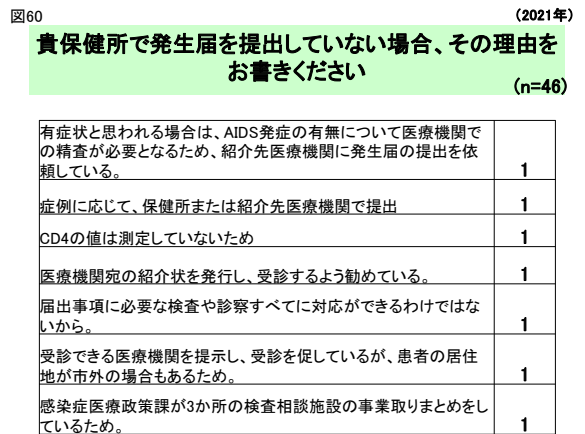 図60
(2021年)
貴保健所で発生届を提出していない場合、その理由を
お書きください
(n=46)
有症状と思われる場合は、AIDS発症の有無について医療機関で
の精査が必要となるため、紹介先医療機関に発生届の提出を依
頼している。
1
症例に応じて、保健所または紹介先医療機関で提出
1
CD4の値は測定していないため
1
医療機関宛の紹介状を発行し、受診するよう勧めている。
1
届出事項に必要な検査や診察すべてに対応ができるわけではな
いから。
1
受診できる医療機関を提示し、受診を促しているが、患者の居住
地が市外の場合もあるため。
1
感染症医療政策課が3か所の検査相談施設の事業取りまとめをし
ているため。
1